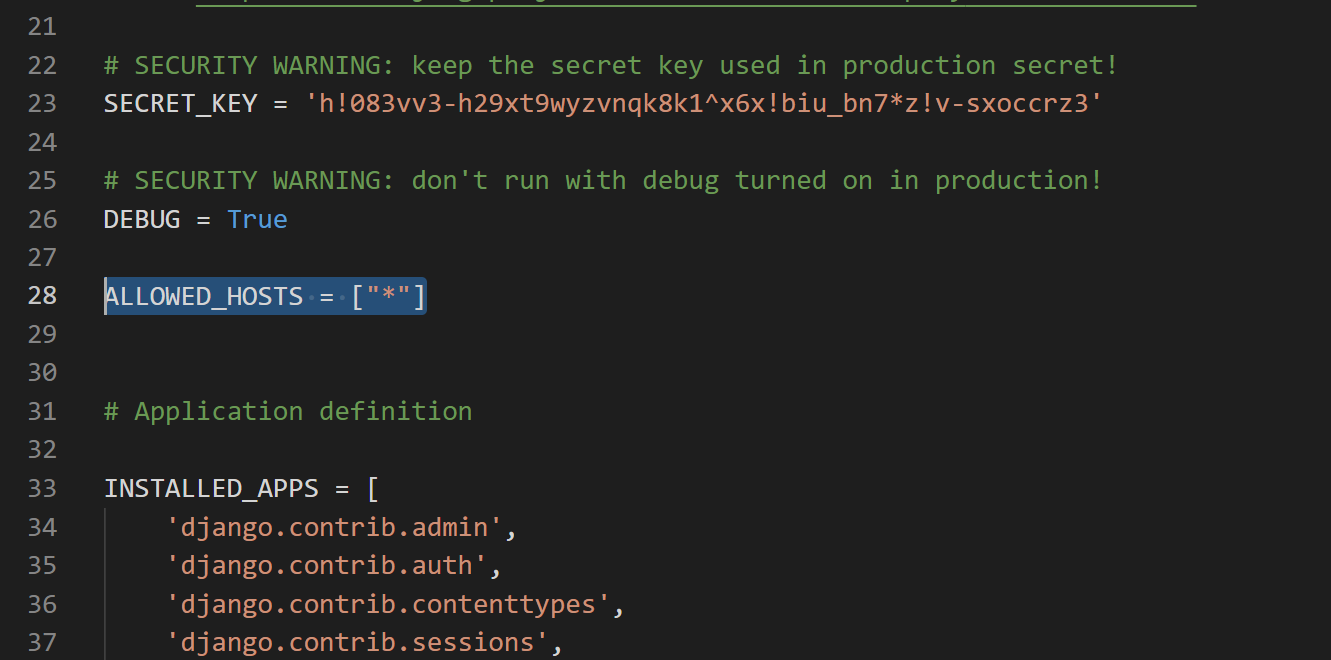 21
22 # SECURITY WARNING: keep the secret key used in production secret!
23 SECRET_KEY = 'h!083vv3-h29xt9wyzvnqk8k1^x6x!biu_bn7*z!v-sxoccrz3'
24
25 # SECURITY WARNING: don't run with debug turned on in production!
26 DEBUG = True
27
28 ALLOWED_HOSTS = ["*"]
29
30
31 # Application definition
32
33 INSTALLED_APPS = [
34 'django.contrib.admin',
35 'django.contrib.auth',
36 'django.contrib.contenttypes',
37 'django.contrib.sessions',